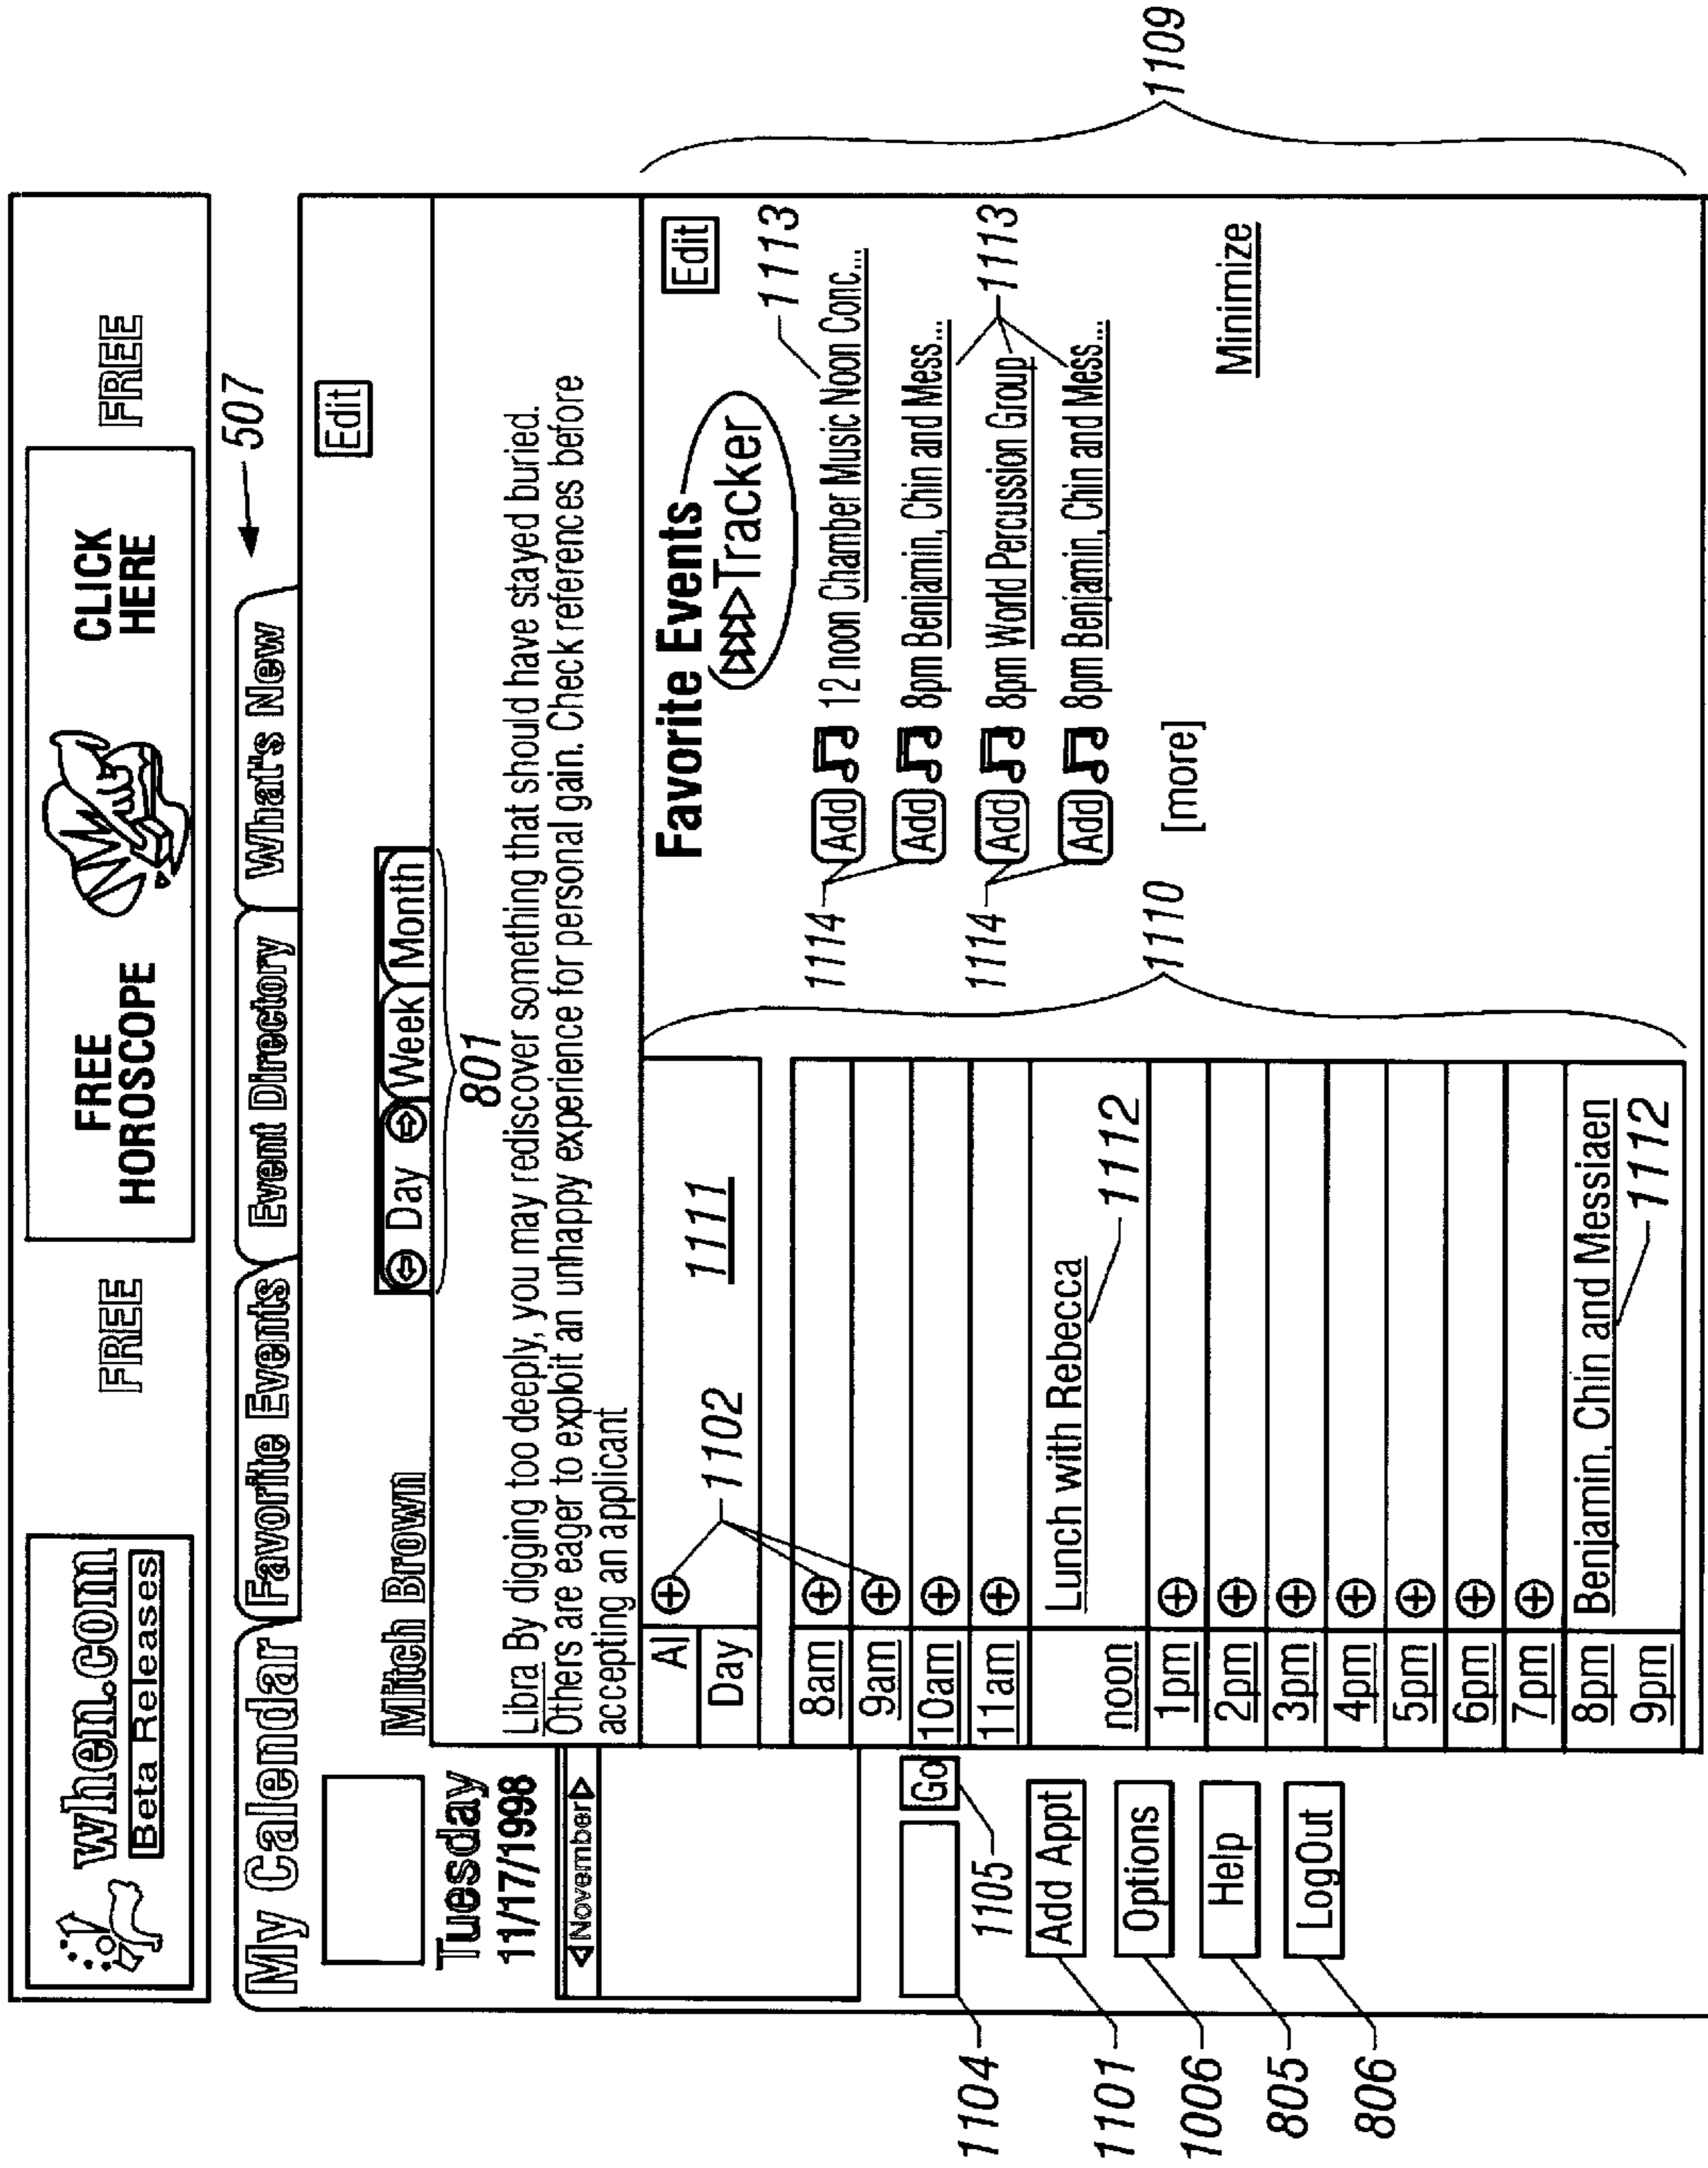 when.com
Beta Releases
FREE
FREE
HOROSCOPE
CLICK
HERE
FREE
My Calendar
Favorite Events
Event Directory
What's New
507
Mitch Brown
Day Week Month
Edit
801
Tuesday
11/17/1998
November
Libra By digging too deeply, you may rediscover something that should have stayed buried.
Others are eager to exploit an unhappy experience for personal gain. Check references before
accepting an applicant
Al
Day
1102
1111
8am
9am
10am
11am
noon Lunch with Rebecca
1112
1pm
2pm
3pm
4pm
5pm
6pm
7pm
8pm Benjamin, Chin and Messiaen
9pm
1112
Favorite Events
Tracker
Edit
1113
Add 12 noon Chamber Music Noon Conc...
Add 8pm Benjamin, Chin and Mess...
Add 8pm World Percussion Group
Add 8pm Benjamin, Chin and Mess...
1114
1114
1113
[more]
Minimize
1110
1109
Go
1104
1105
1101 Add Appt
1006 Options
805 Help
806 LogOut